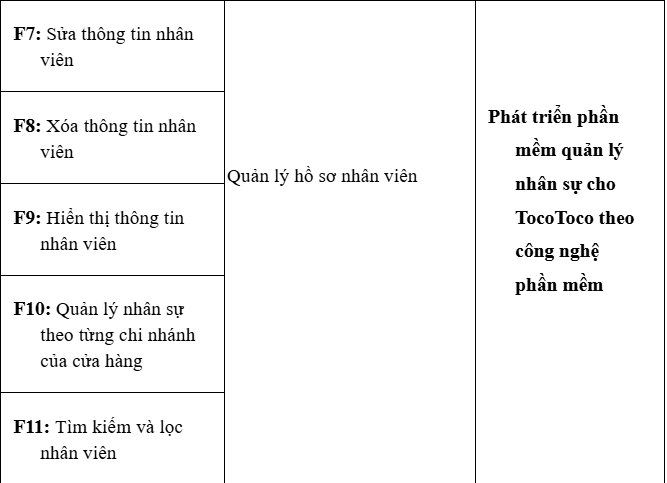 F7: Sửa thông tin nhân
viên
F8: Xóa thông tin nhân
viên
F9: Hiển thị thông tin
nhân viên
F10: Quản lý nhân sự
theo từng chi nhánh
của cửa hàng
F11: Tìm kiếm và lọc
nhân viên
Quản lý hồ sơ nhân viên
Phát triển phần
mềm quản lý
nhân sự cho
TocoToco theo
công nghệ
phần mềm